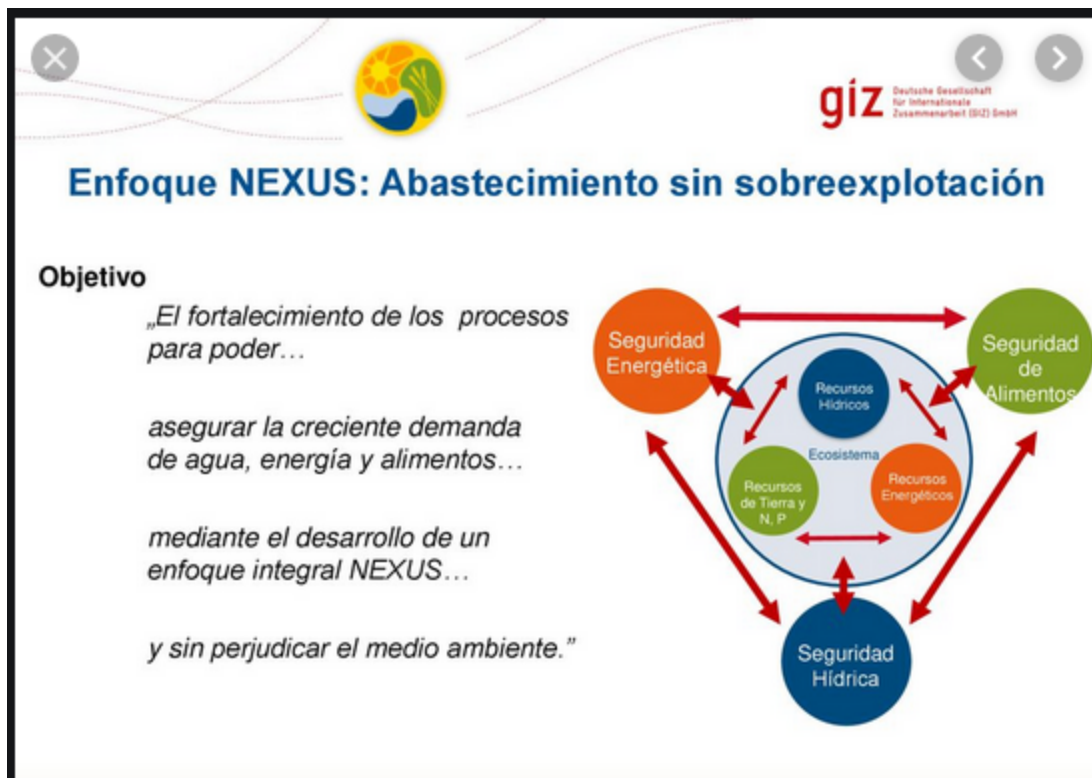 giz
Deutsche Gesellschaft
für Internationale
Zusammenarbeit (GIZ) GmbH
Enfoque NEXUS: Abastecimiento sin sobreexplotación
Objetivo
„El fortalecimiento de los procesos
para poder…
asegurar la creciente demanda
de agua, energía y alimentos…
mediante el desarrollo de un
enfoque integral NEXUS…
y sin perjudicar el medio ambiente.”
Seguridad
Energética
Seguridad
de
Alimentos
Recursos
Hídricos
Ecosistema
Recursos
de Tierra y
N, P
Recursos
Energéticos
Seguridad
Hídrica